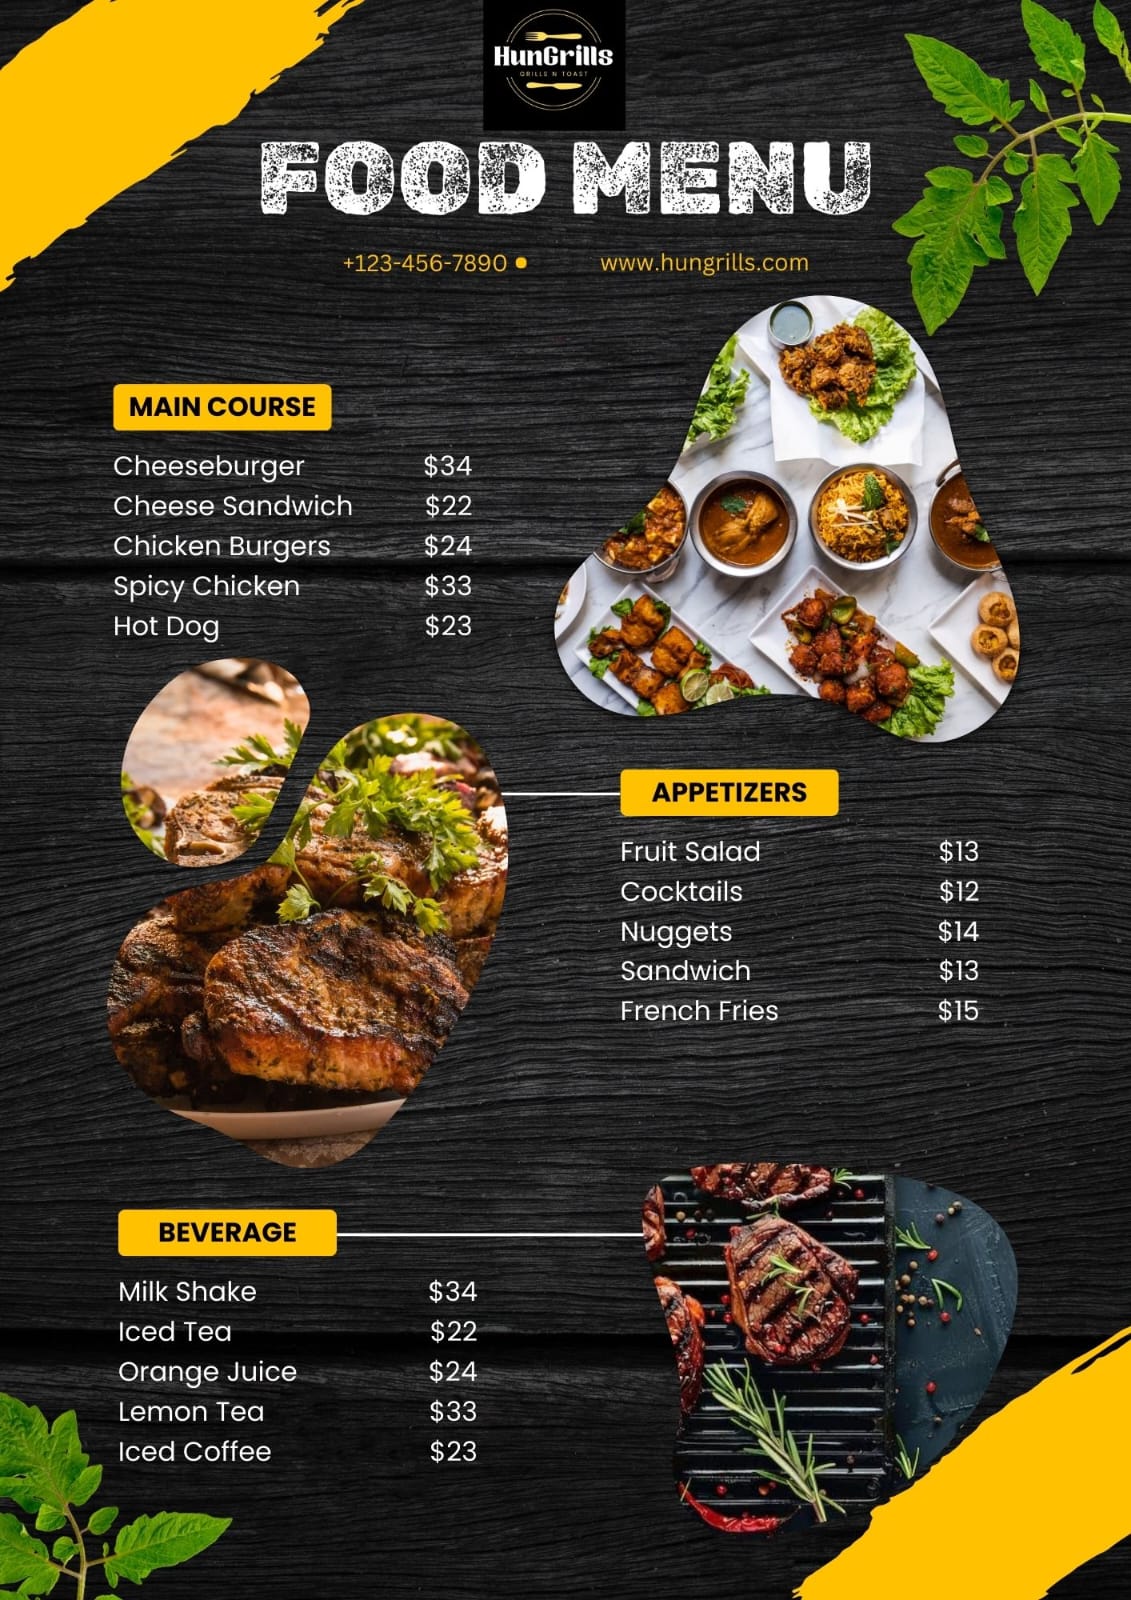 HunGrills
GRILLS N TOAST
FOOD MENU
+123-456-7890 • www.hungrills.com
MAIN COURSE
Cheeseburger $34
Cheese Sandwich $22
Chicken Burgers $24
Spicy Chicken $33
Hot Dog $23
APPETIZERS
Fruit Salad $13
Cocktails $12
Nuggets $14
Sandwich $13
French Fries $15
BEVERAGE
Milk Shake $34
Iced Tea $22
Orange Juice $24
Lemon Tea $33
Iced Coffee $23